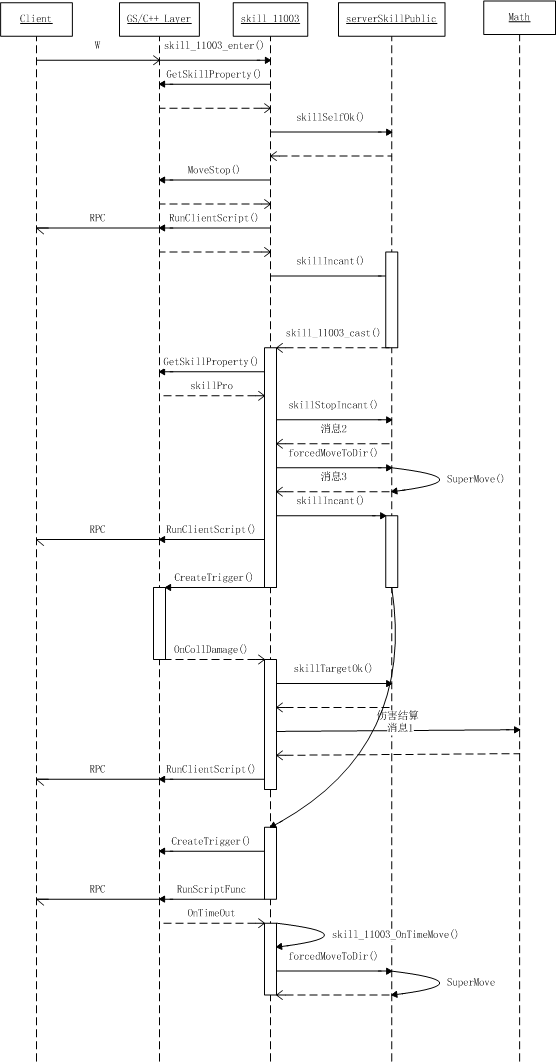 Client
GS/C++ Layer
skill_11003
serverSkillPublic
Math
W
skill_11003_enter()
GetSkillProperty()
skillSelfOk()
MoveStop()
RPC
RunClientScript()
skillIncant()
skill_11003_cast()
GetSkillProperty()
skillPro
skillStopIncant()
消息2
forcedMoveToDir()
消息3
SuperMove()
skillIncant()
RPC
RunClientScript()
CreateTrigger()
OnCollDamage()
skillTargetOk()
伤害结算
消息1
RPC
RunClientScript()
CreateTrigger()
RPC
RunScriptFunc
OnTimeOut
skill_11003_OnTimeMove()
forcedMoveToDir()
SuperMove